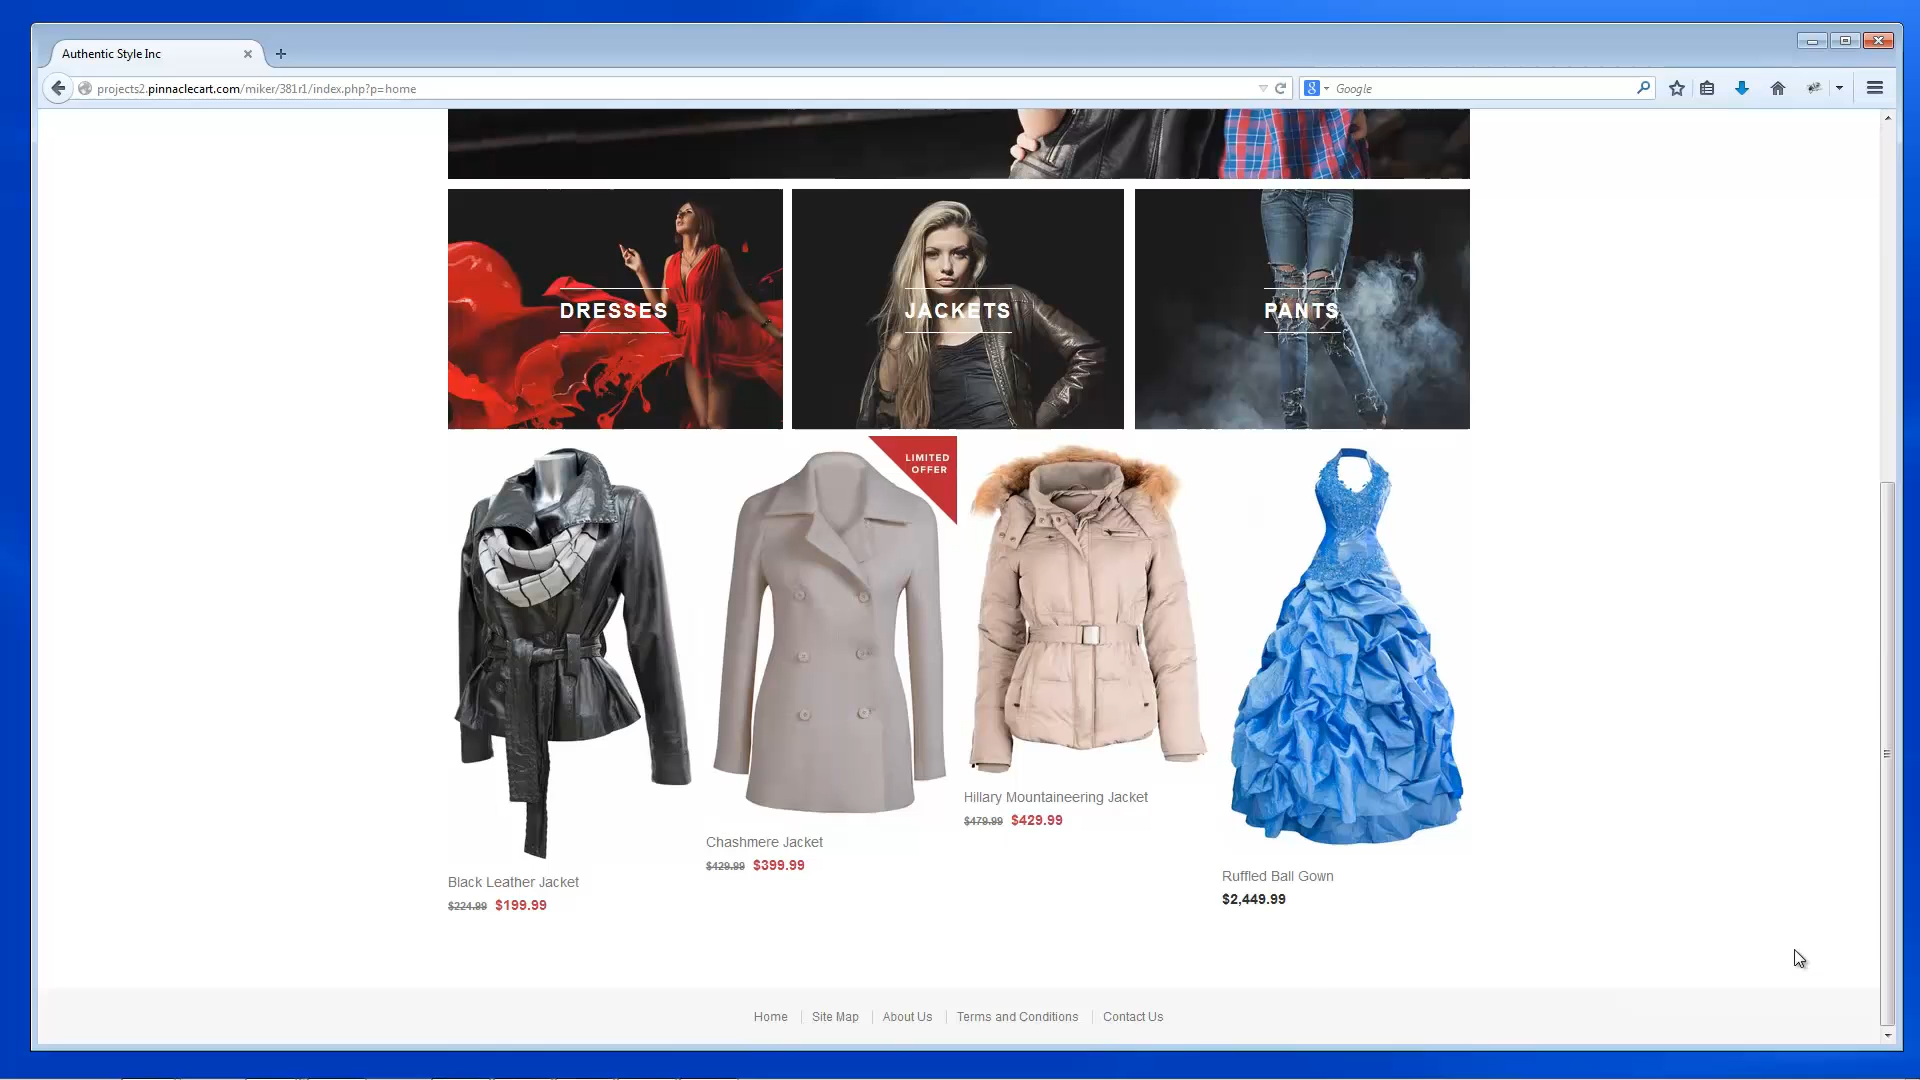 Authentic Style Inc
projects2.pinnaclecart.com/miker/381r1/index.php?p=home
Google
DRESSES
JACKETS
PANTS
LIMITED
OFFER
Black Leather Jacket
$224.99 $199.99
Chashmere Jacket
$429.99 $399.99
Hillary Mountaineering Jacket
$479.99 $429.99
Ruffled Ball Gown
$2,449.99
Home Site Map About Us Terms and Conditions Contact Us